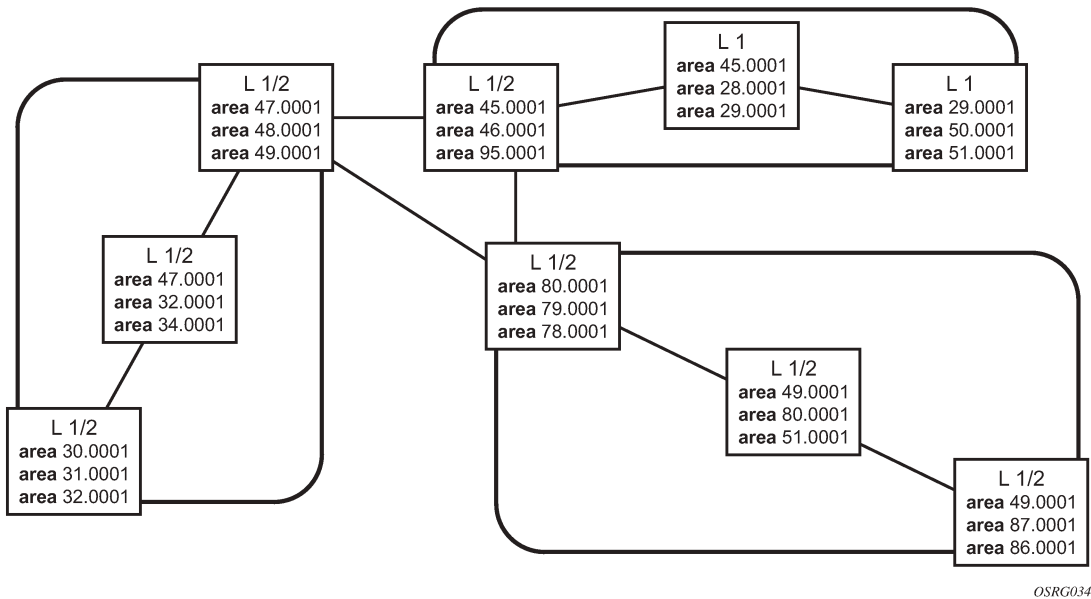 L 1
area 45.0001
area 28.0001
area 29.0001
L 1/2
area 47.0001
area 48.0001
area 49.0001
L 1/2
area 45.0001
area 46.0001
area 95.0001
L 1
area 29.0001
area 50.0001
area 51.0001
L 1/2
area 47.0001
area 32.0001
area 34.0001
L 1/2
area 80.0001
area 79.0001
area 78.0001
L 1/2
area 49.0001
area 80.0001
area 51.0001
L 1/2
area 30.0001
area 31.0001
area 32.0001
L 1/2
area 49.0001
area 87.0001
area 86.0001
OSRG034